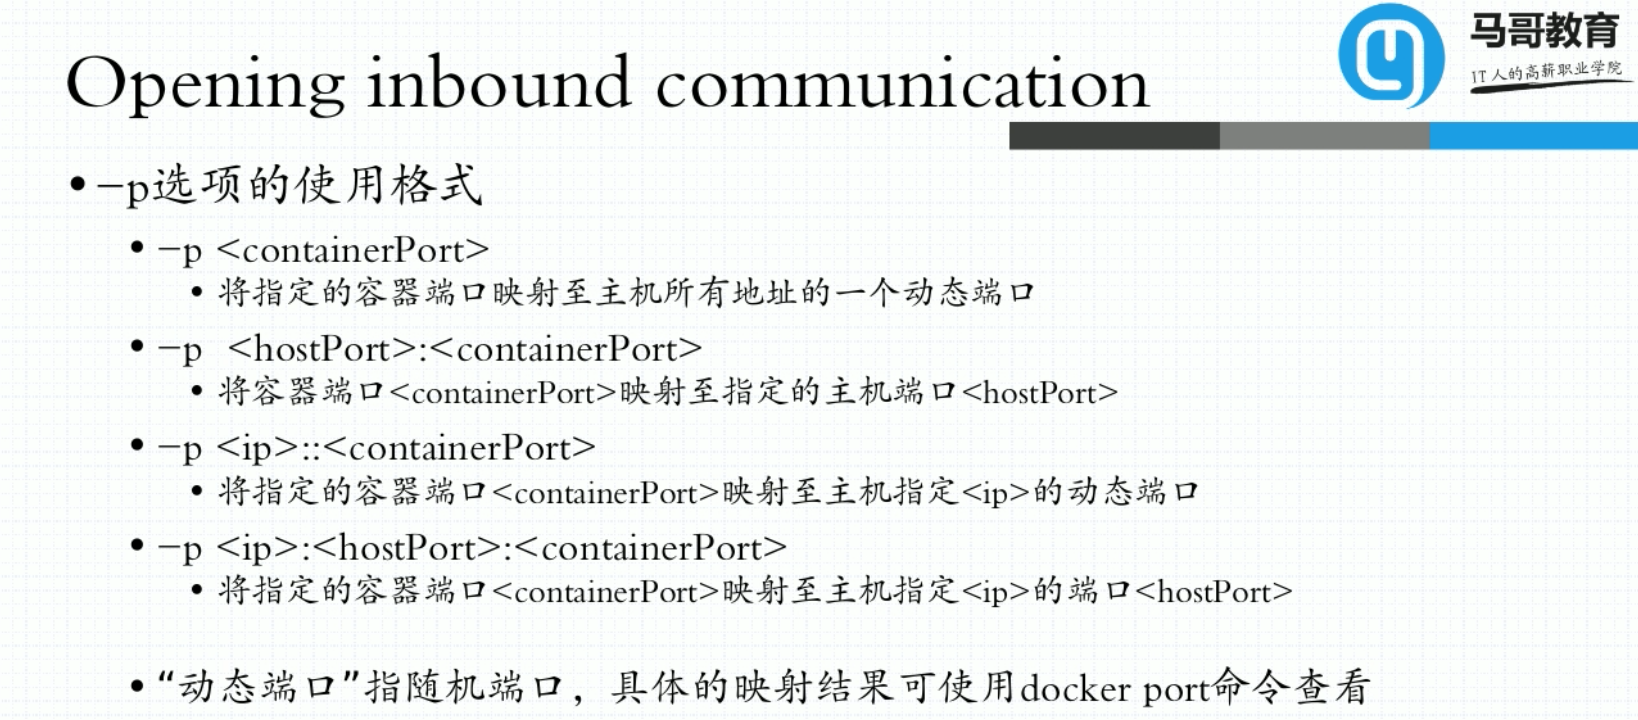 马哥教育
IT人的高薪职业学院
Opening inbound communication
• –p选项的使用格式
• –p <containerPort>
• 将指定的容器端口映射至主机所有地址的一个动态端口
• –p <hostPort>:<containerPort>
• 将容器端口<containerPort>映射至指定的主机端口<hostPort>
• –p <ip>::<containerPort>
• 将指定的容器端口<containerPort>映射至主机指定<ip>的动态端口
• –p <ip>:<hostPort>:<containerPort>
• 将指定的容器端口<containerPort>映射至主机指定<ip>的端口<hostPort>
• “动态端口”指随机端口，具体的映射结果可使用docker port命令查看